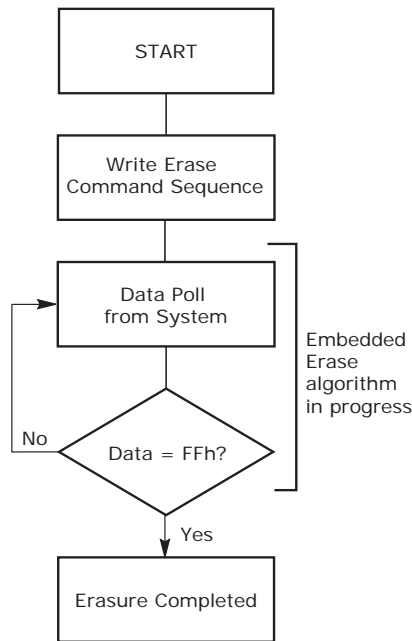 START
Write Erase
Command Sequence
Data Poll
from System
Embedded
Erase
algorithm
in progress
No
Data = FFh?
Yes
Erasure Completed